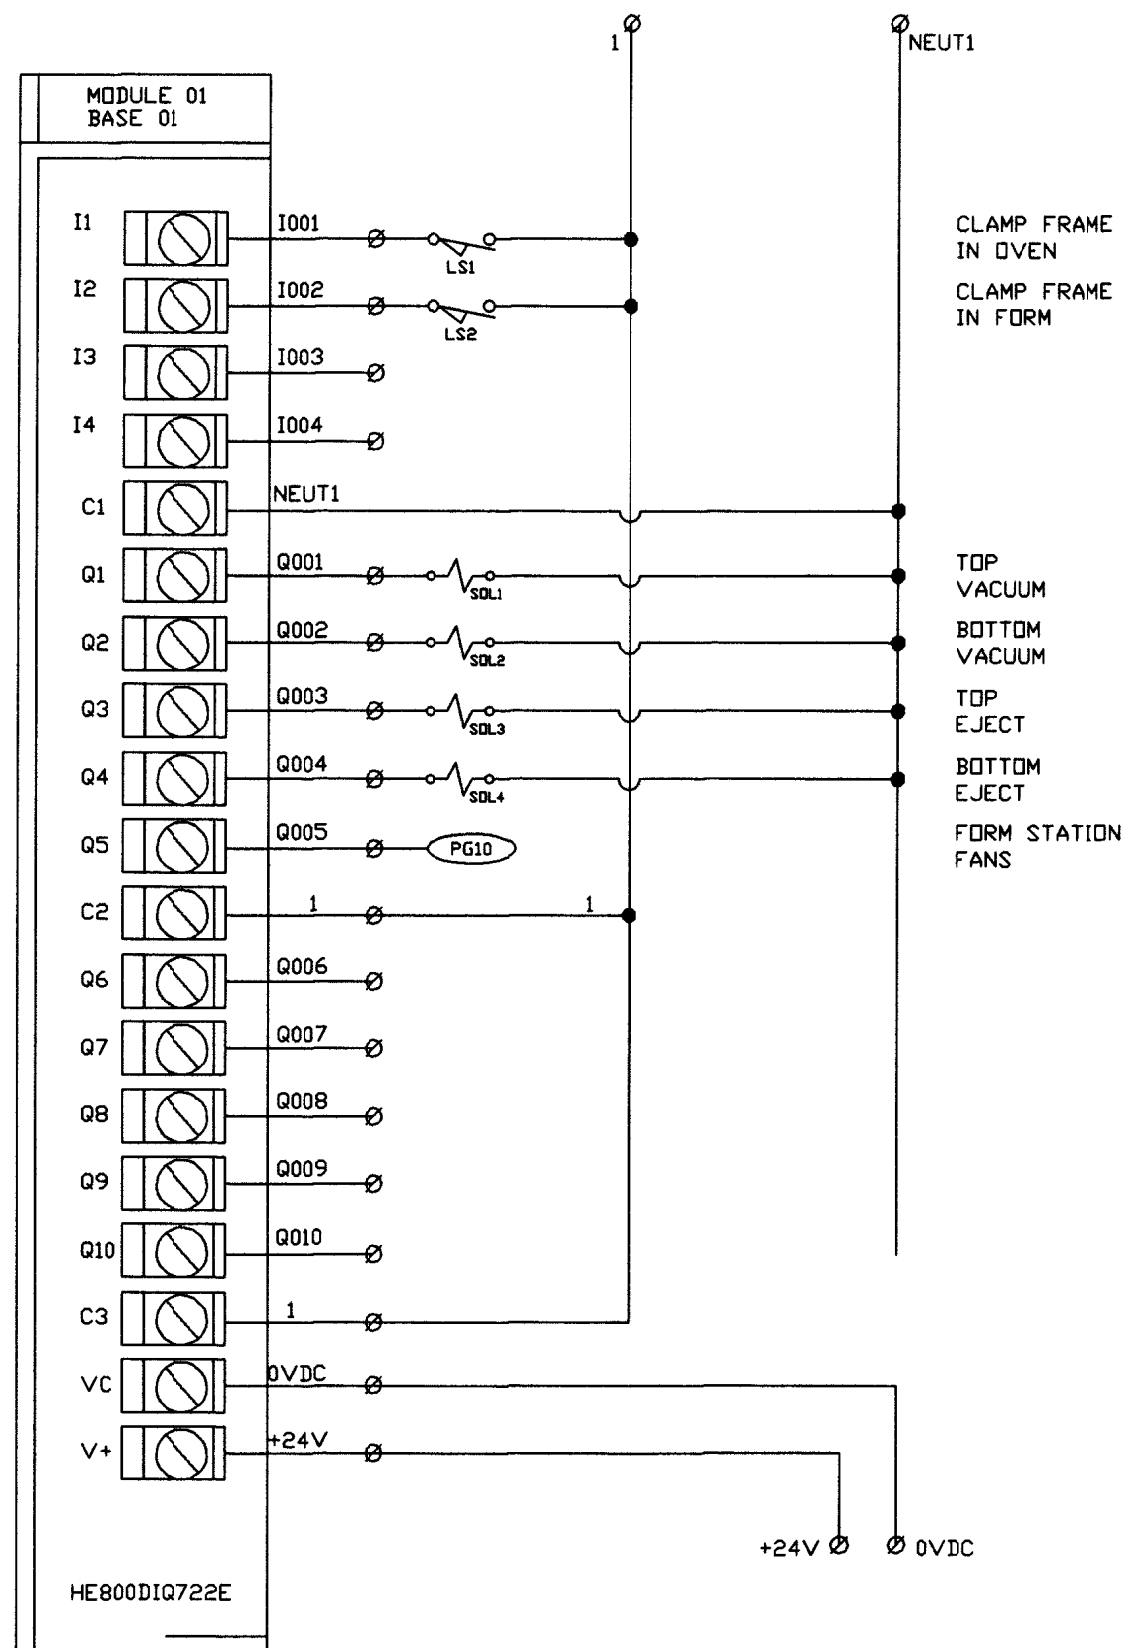 1
NEUT1
MODULE 01
BASE 01
I1
I001
LS1
CLAMP FRAME
IN OVEN
I2
I002
LS2
CLAMP FRAME
IN FORM
I3
I003
I4
I004
C1
NEUT1
Q1
Q001
SOL1
TOP
VACUUM
Q2
Q002
SOL2
BOTTOM
VACUUM
Q3
Q003
SOL3
TOP
EJECT
Q4
Q004
SOL4
BOTTOM
EJECT
Q5
Q005
PG10
FORM STATION
FANS
C2
1
1
Q6
Q006
Q7
Q007
Q8
Q008
Q9
Q009
Q10
Q010
C3
1
VC
0VDC
V+
+24V
+24V
0VDC
HE800DIQ722E